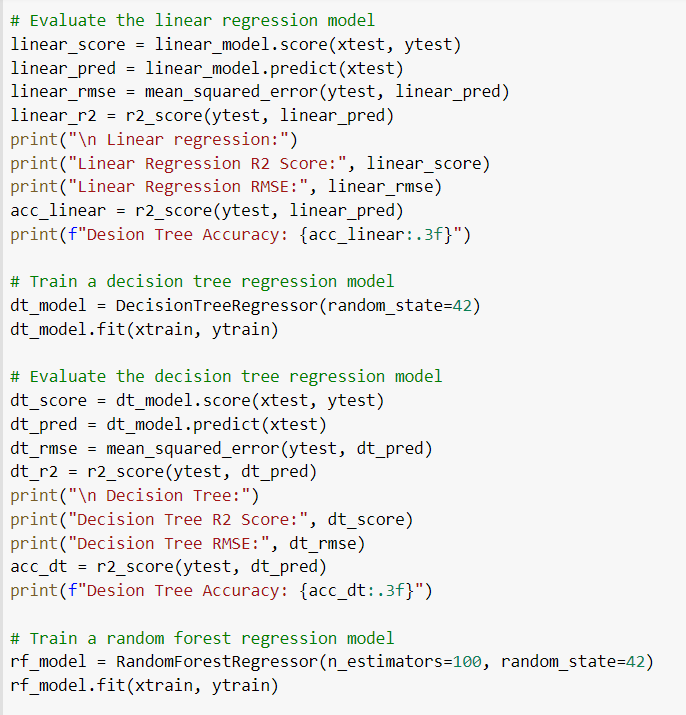 # Evaluate the linear regression model
linear_score = linear_model.score(xtest, ytest)
linear_pred = linear_model.predict(xtest)
linear_rmse = mean_squared_error(ytest, linear_pred)
linear_r2 = r2_score(ytest, linear_pred)
print("\n Linear regression:")
print("Linear Regression R2 Score:", linear_score)
print("Linear Regression RMSE:", linear_rmse)
acc_linear = r2_score(ytest, linear_pred)
print(f"Desion Tree Accuracy: {acc_linear:.3f}")
# Train a decision tree regression model
dt_model = DecisionTreeRegressor(random_state=42)
dt_model.fit(xtrain, ytrain)
# Evaluate the decision tree regression model
dt_score = dt_model.score(xtest, ytest)
dt_pred = dt_model.predict(xtest)
dt_rmse = mean_squared_error(ytest, dt_pred)
dt_r2 = r2_score(ytest, dt_pred)
print("\n Decision Tree:")
print("Decision Tree R2 Score:", dt_score)
print("Decision Tree RMSE:", dt_rmse)
acc_dt = r2_score(ytest, dt_pred)
print(f"Desion Tree Accuracy: {acc_dt:.3f}")
# Train a random forest regression model
rf_model = RandomForestRegressor(n_estimators=100, random_state=42)
rf_model.fit(xtrain, ytrain)